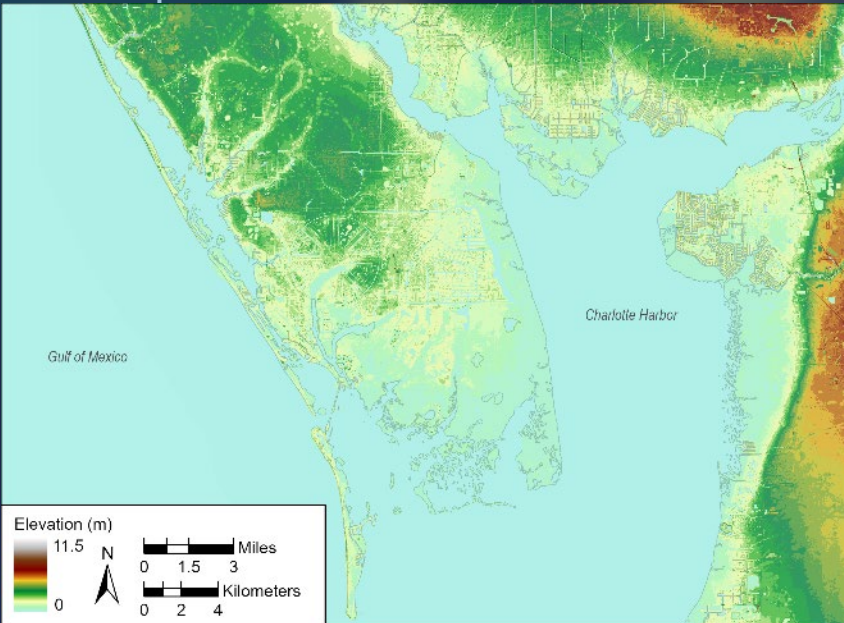 Charlotte Harbor
Gulf of Mexico
Elevation (m)
11.5
0
N
Miles
0 1.5 3
Kilometers
0 2 4